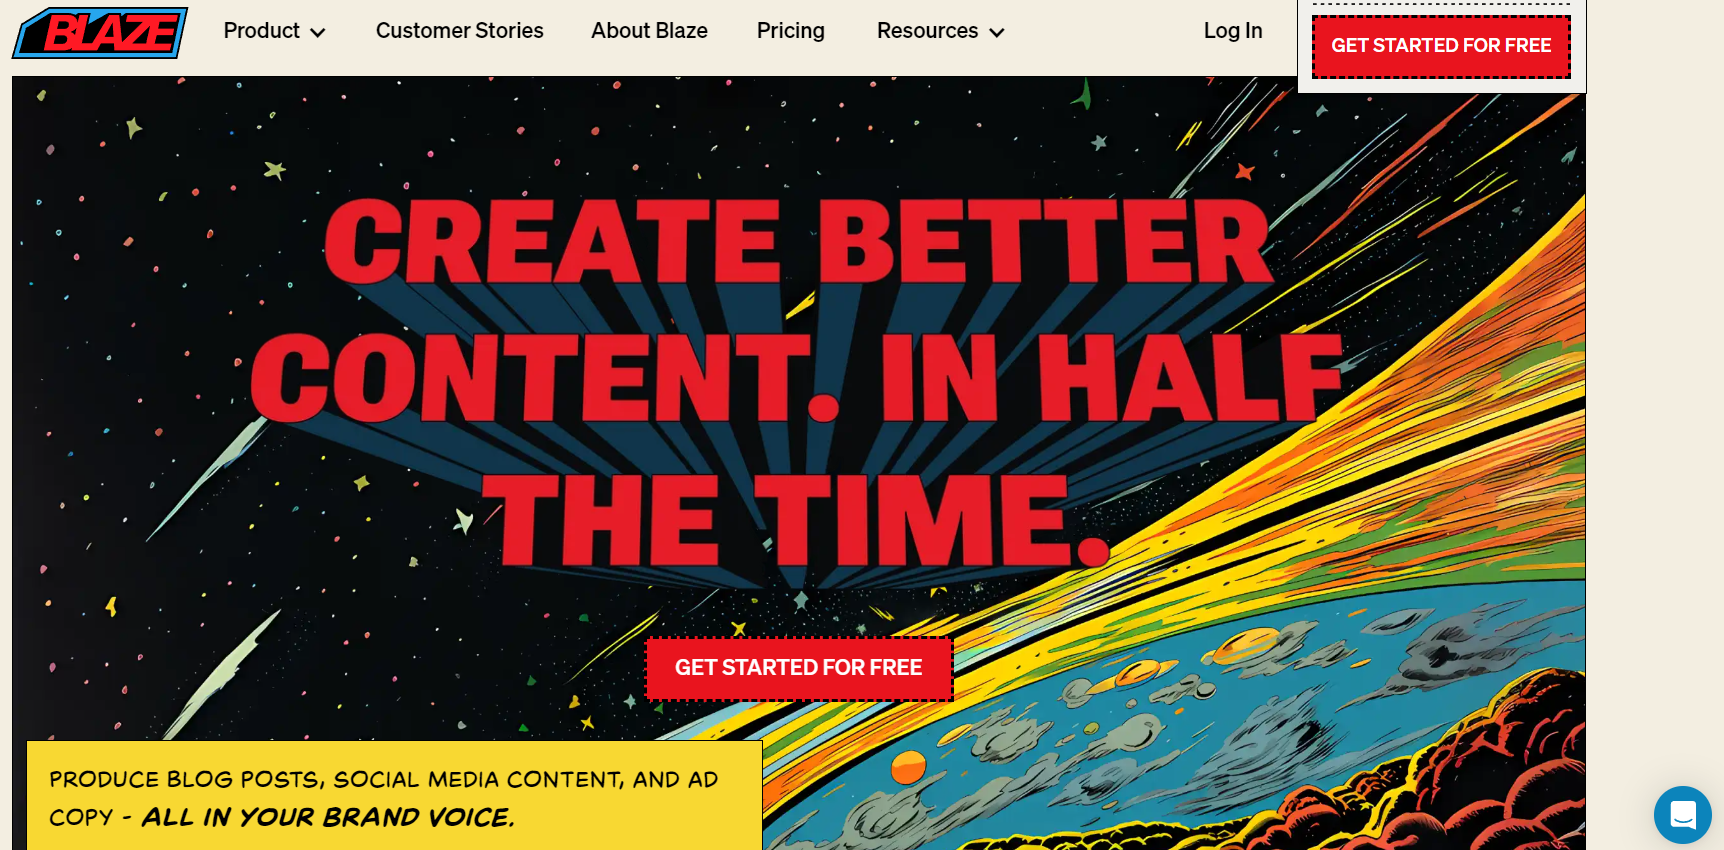 BLAZE
Product
Customer Stories
About Blaze
Pricing
Resources
Log In
GET STARTED FOR FREE
CREATE BETTER
CONTENT. IN HALF
THE TIME.
GET STARTED FOR FREE
PRODUCE BLOG POSTS, SOCIAL MEDIA CONTENT, AND AD
COPY - ALL IN YOUR BRAND VOICE.